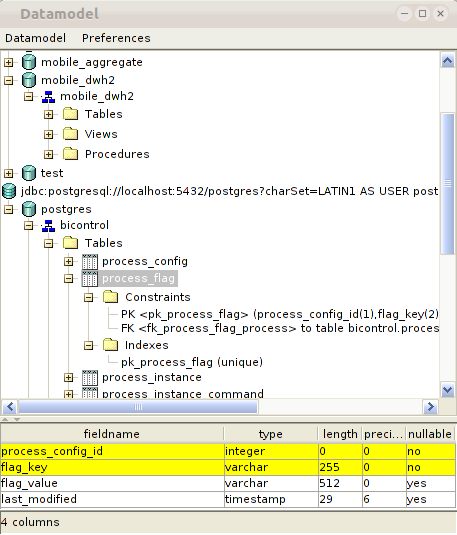 Datamodel
Datamodel Preferences
mobile_aggregate
mobile_dwh2
mobile_dwh2
Tables
Views
Procedures
test
jdbc:postgresql://localhost:5432/postgres?charSet=LATIN1 AS USER post
postgres
bicontrol
Tables
process_config
process_flag
Constraints
PK <pk_process_flag> (process_config_id(1),flag_key(2)
FK <fk_process_flag_process> to table bicontrol.proce
Indexes
pk_process_flag (unique)
process_instance
process_instance_command
fieldname type length preci... nullable
process_config_id integer 0 0 no
flag_key varchar 255 0 no
flag_value varchar 512 0 yes
last_modified timestamp 29 6 yes
4 columns